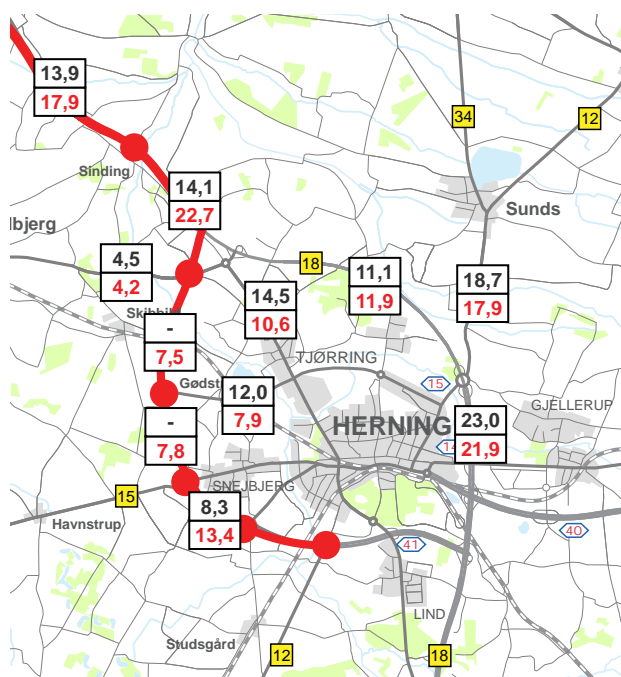 13,9
17,9
34
12
Sinding
14,1
22,7
Sunds
lbjerg
4,5
4,2
18
11,1
11,9
18,7
17,9
14,5
10,6
-
7,5
TJØRRING
15
Gødst
12,0
7,9
GJELLERUP
-
7,8
HERNING
23,0
21,9
15
SNEJBJERG
Havnstrup
8,3
13,4
40
41
LIND
Studsgård
12
18